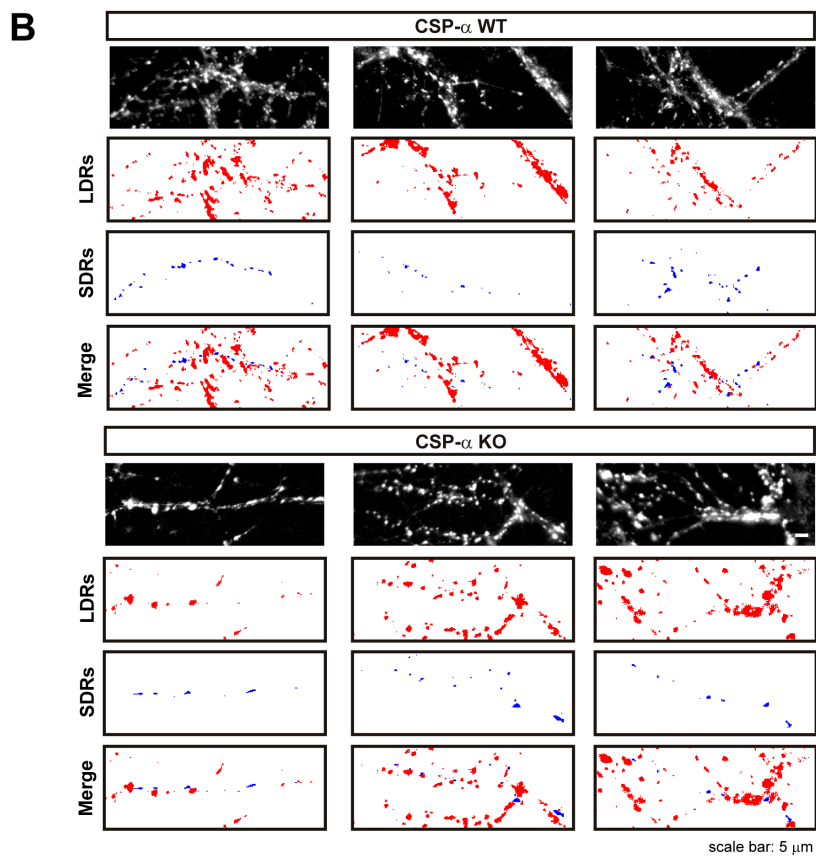 B
CSP-α WT
LDRs
SDRs
Merge
CSP-α KO
LDRs
SDRs
Merge
scale bar: 5 μm